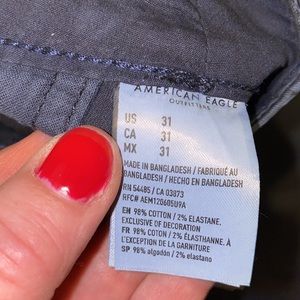 AMERICAN EAGLE
OUTFITTERS
US 31
CA 31
MX 31
MADE IN BANGLADESH / FABRIQUÉ AU
BANGLADESH / HECHO EN BANGLADESH
RN 54485 / CA 03873
RFC# AEM120605U9A
EN 98% COTTON / 2% ELASTANE.
EXCLUSIVE OF DECORATION
FR 98% COTON / 2% ÉLASTHANNE. À
L'EXCEPTION DE LA GARNITURE
SP 98% algodón / 2% elastano